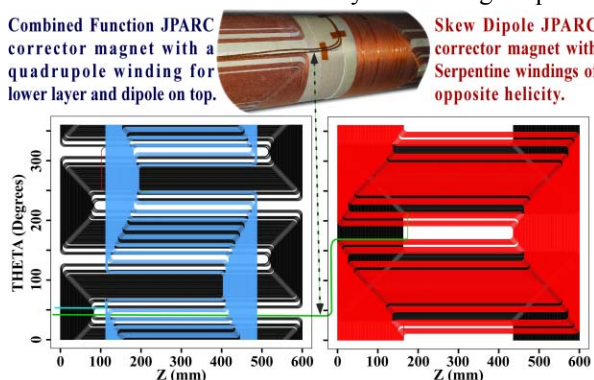 Combined Function JPARC
corrector magnet with a
quadrupole winding for
lower layer and dipole on top.
Skew Dipole JPARC
corrector magnet with
Serpentine windings of
opposite helicity.
THETA (Degrees)
300
200
100
0
0 100 200 300 400 500 600
Z (mm)
0 100 200 300 400 500 600
Z (mm)